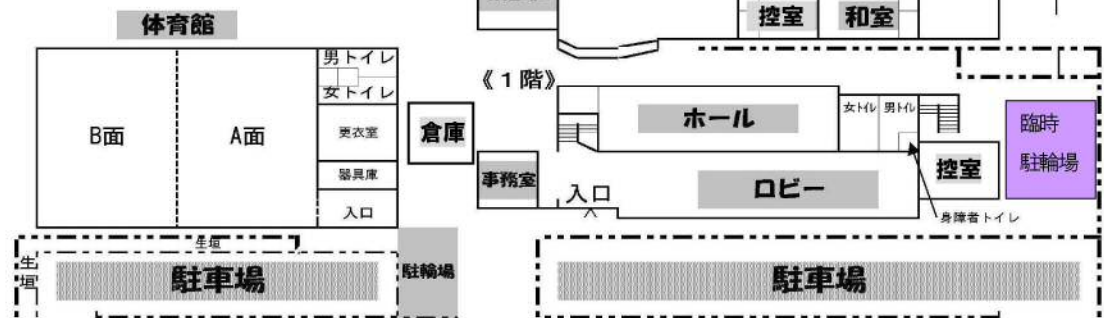 控室
和室
体育館
《1階》
男トイレ
女トイレ
B面
A面
更衣室
器具庫
入口
倉庫
事務室
入口
ホール
女トイレ
男トイレ
ロビー
控室
臨時
駐輪場
身障者トイレ
生垣
生垣
駐車場
駐輪場
駐車場